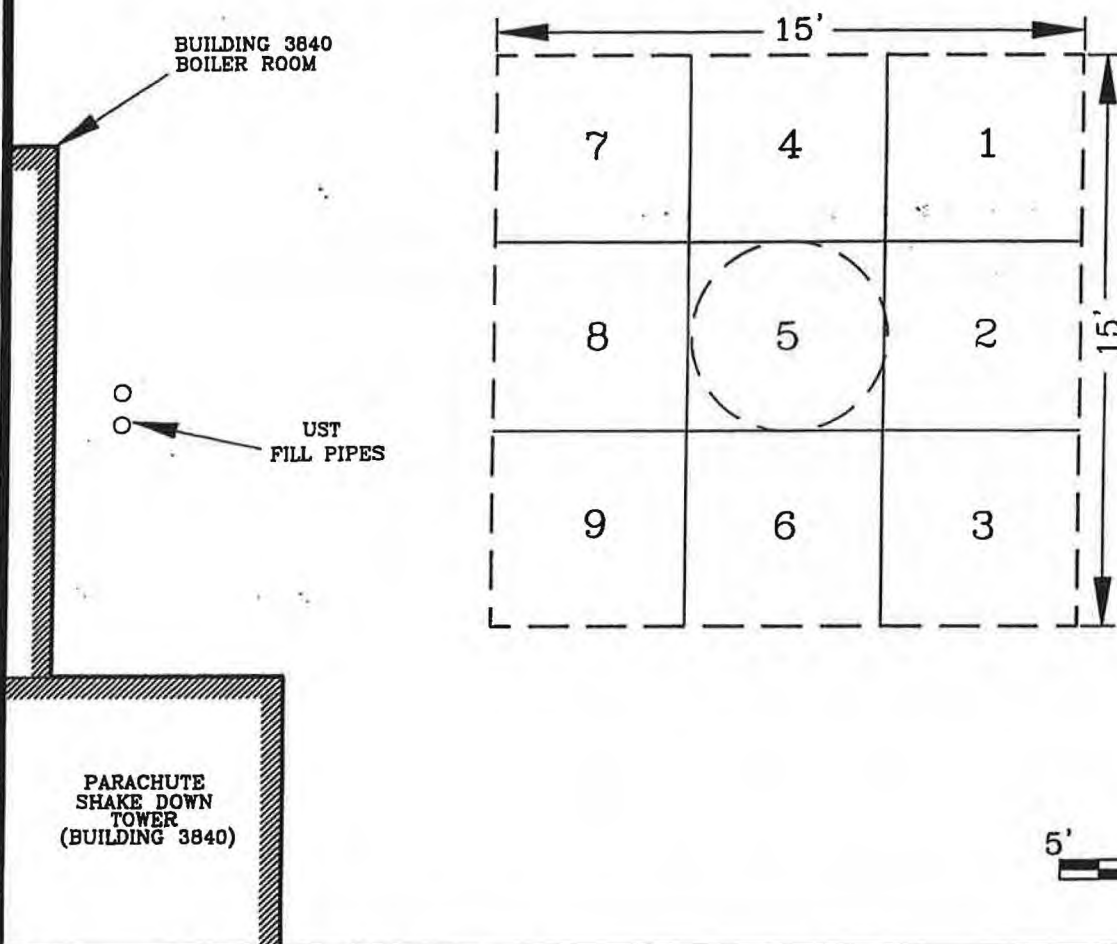 BUILDING 3840
BOILER ROOM
15'
7 4 1
8 5 2
15'
UST
FILL PIPES
9 6 3
PARACHUTE
SHAKE DOWN
TOWER
(BUILDING 3840)
5'